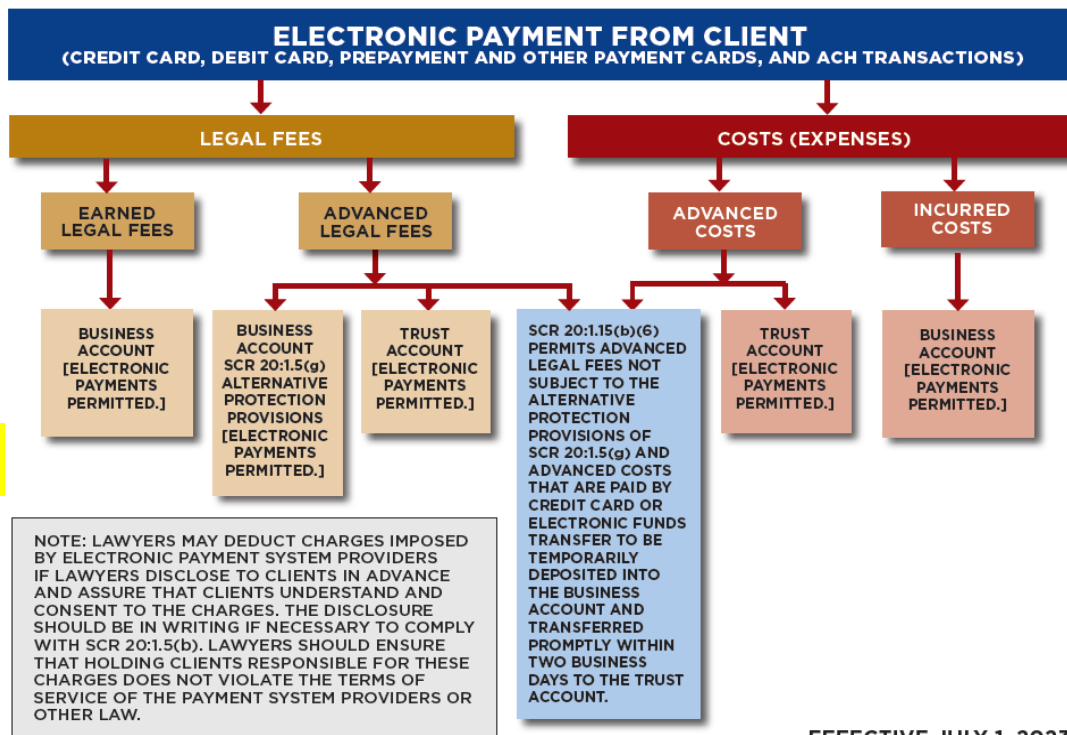 ELECTRONIC PAYMENT FROM CLIENT
(CREDIT CARD, DEBIT CARD, PREPAYMENT AND OTHER PAYMENT CARDS, AND ACH TRANSACTIONS)
LEGAL FEES
COSTS (EXPENSES)
EARNED
LEGAL FEES
ADVANCED
LEGAL FEES
ADVANCED
COSTS
INCURRED
COSTS
BUSINESS
ACCOUNT
[ELECTRONIC
PAYMENTS
PERMITTED.]
BUSINESS
ACCOUNT
SCR 20:1.5(g)
ALTERNATIVE
PROTECTION
PROVISIONS
[ELECTRONIC
PAYMENTS
PERMITTED.]
TRUST
ACCOUNT
[ELECTRONIC
PAYMENTS
PERMITTED.]
SCR 20:1.15(b)(6)
PERMITS ADVANCED
LEGAL FEES NOT
SUBJECT TO THE
ALTERNATIVE
PROTECTION
PROVISIONS OF
SCR 20:1.5(g) AND
ADVANCED COSTS
THAT ARE PAID BY
CREDIT CARD OR
ELECTRONIC FUNDS
TRANSFER TO BE
TEMPORARILY
DEPOSITED INTO
THE BUSINESS
ACCOUNT AND
TRANSFERRED
PROMPTLY WITHIN
TWO BUSINESS
DAYS TO THE TRUST
ACCOUNT.
TRUST
ACCOUNT
[ELECTRONIC
PAYMENTS
PERMITTED.]
BUSINESS
ACCOUNT
[ELECTRONIC
PAYMENTS
PERMITTED.]
NOTE: LAWYERS MAY DEDUCT CHARGES IMPOSED
BY ELECTRONIC PAYMENT SYSTEM PROVIDERS
IF LAWYERS DISCLOSE TO CLIENTS IN ADVANCE
AND ASSURE THAT CLIENTS UNDERSTAND AND
CONSENT TO THE CHARGES. THE DISCLOSURE
SHOULD BE IN WRITING IF NECESSARY TO COMPLY
WITH SCR 20:1.5(b). LAWYERS SHOULD ENSURE
THAT HOLDING CLIENTS RESPONSIBLE FOR THESE
CHARGES DOES NOT VIOLATE THE TERMS OF
SERVICE OF THE PAYMENT SYSTEM PROVIDERS OR
OTHER LAW.
EFFECTIVE JULY 1, 2023